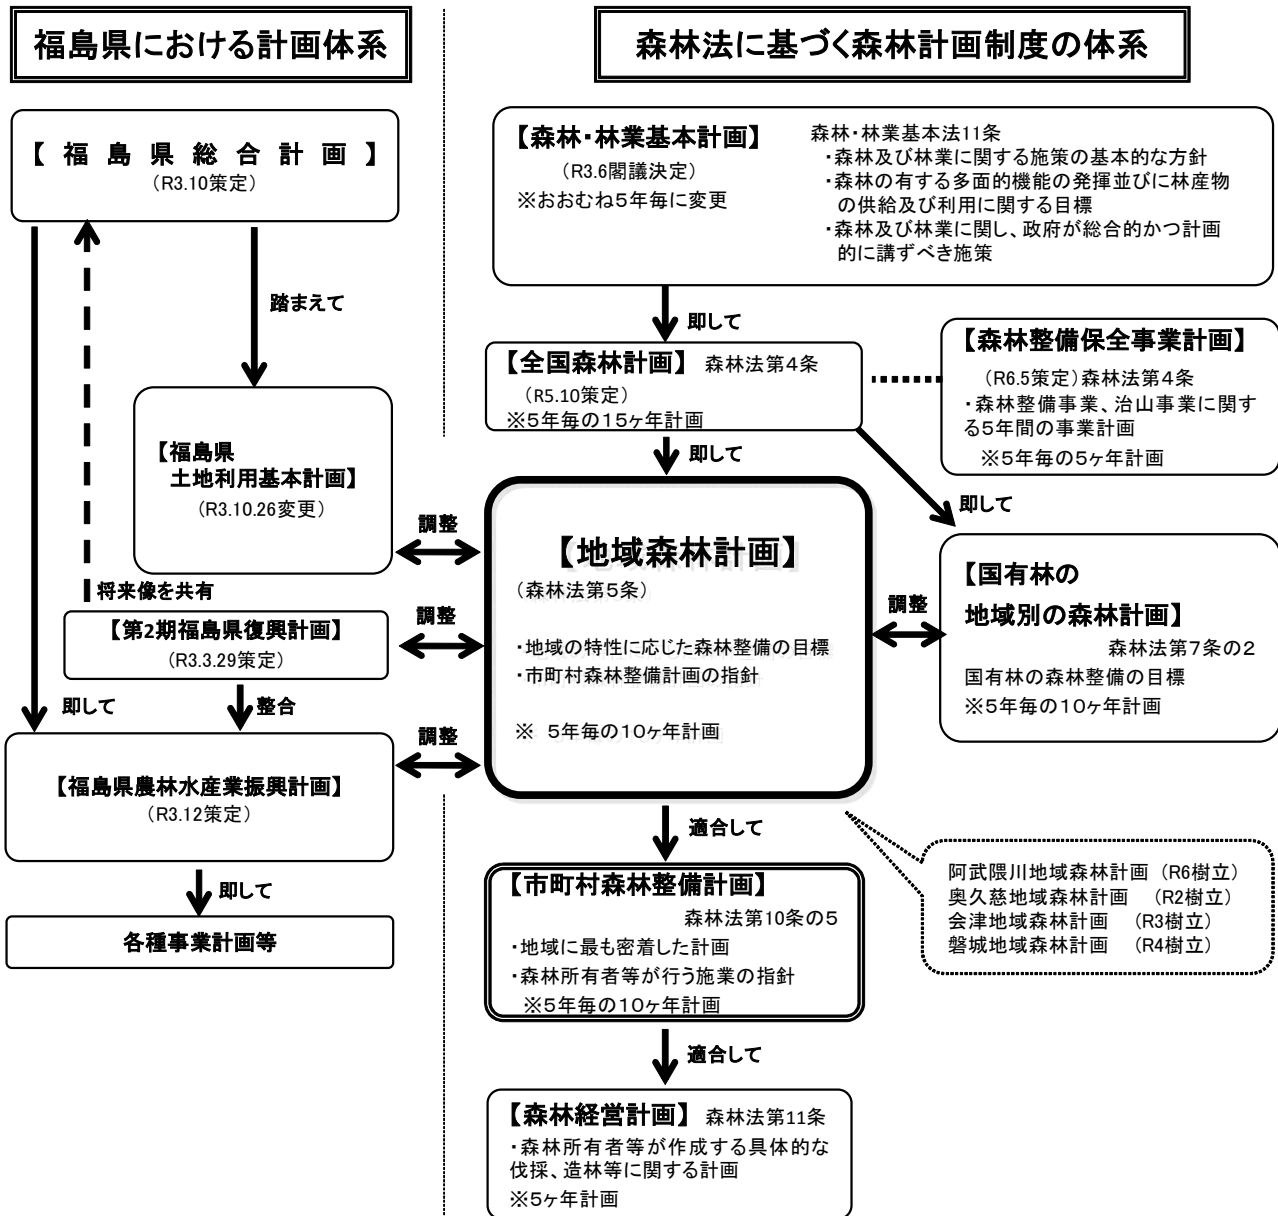 福島県における計画体系
【 福 島 県 総 合 計 画 】
(R3.10策定)
踏まえて
【福島県
土地利用基本計画】
(R3.10.26変更)
調整
将来像を共有
【第2期福島県復興計画】
(R3.3.29策定)
調整
即して
整合
調整
【福島県農林水産業振興計画】
(R3.12策定)
即して
各種事業計画等
森林法に基づく森林計画制度の体系
【森林・林業基本計画】
(R3.6閣議決定)
※おおむね5年毎に変更
森林・林業基本法11条
・森林及び林業に関する施策の基本的な方針
・森林の有する多面的機能の発揮並びに林産物
の供給及び利用に関する目標
・森林及び林業に関し、政府が総合的かつ計画
的に講ずべき施策
即して
【全国森林計画】 森林法第4条
(R5.10策定)
※5年毎の15ヶ年計画
【森林整備保全事業計画】
(R6.5策定)森林法第4条
・森林整備事業、治山事業に関す
る5年間の事業計画
※5年毎の5ヶ年計画
即して
即して
【地域森林計画】
(森林法第5条)
・地域の特性に応じた森林整備の目標
・市町村森林整備計画の指針
※ 5年毎の10ヶ年計画
調整
【国有林の
地域別の森林計画】
森林法第7条の2
国有林の森林整備の目標
※5年毎の10ヶ年計画
適合して
阿武隈川地域森林計画 (R6樹立)
奥久慈地域森林計画 (R2樹立)
会津地域森林計画 (R3樹立)
磐城地域森林計画 (R4樹立)
【市町村森林整備計画】
森林法第10条の5
・地域に最も密着した計画
・森林所有者等が行う施業の指針
※5年毎の10ヶ年計画
適合して
【森林経営計画】 森林法第11条
・森林所有者等が作成する具体的な
伐採、造林等に関する計画
※5ヶ年計画